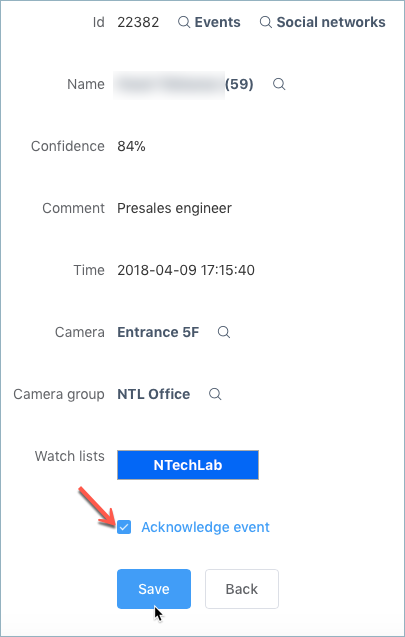 Id 22382 Events Social networks
Name (59)
Confidence 84%
Comment Presales engineer
Time 2018-04-09 17:15:40
Camera Entrance 5F
Camera group NTL Office
Watch lists NTechLab
Acknowledge event
Save Back